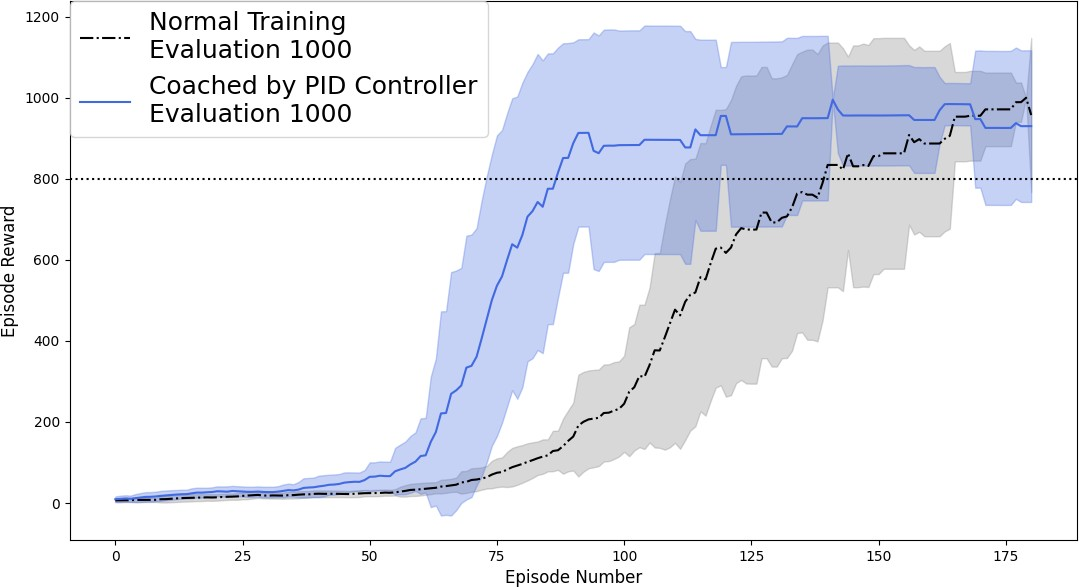 Normal Training
Evaluation 1000
Coached by PID Controller
Evaluation 1000
1200
1000
800
600
400
200
0
Episode Reward
0 25 50 75 100 125 150 175
Episode Number